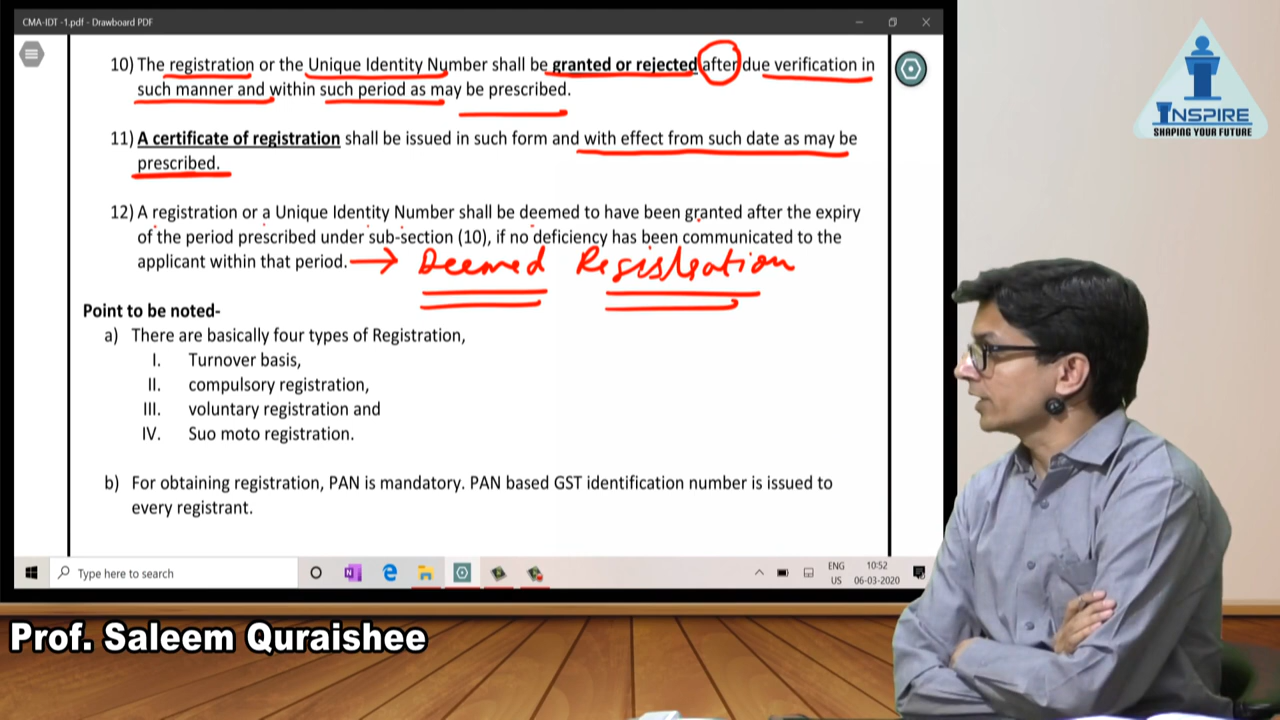 CMA-IDT -1.pdf - Drawboard PDF
10) The registration or the Unique Identity Number shall be granted or rejected after due verification in
such manner and within such period as may be prescribed.
11) A certificate of registration shall be issued in such form and with effect from such date as may be
prescribed.
12) A registration or a Unique Identity Number shall be deemed to have been granted after the expiry
of the period prescribed under sub-section (10), if no deficiency has been communicated to the
applicant within that period. → Deemed Registration
Point to be noted-
a) There are basically four types of Registration,
I. Turnover basis,
II. compulsory registration,
III. voluntary registration and
IV. Suo moto registration.
b) For obtaining registration, PAN is mandatory. PAN based GST identification number is issued to
every registrant.
Type here to search
ENG
US
10:52
06-03-2020
INSPIRE
SHAPING YOUR FUTURE
Prof. Saleem Quraishee